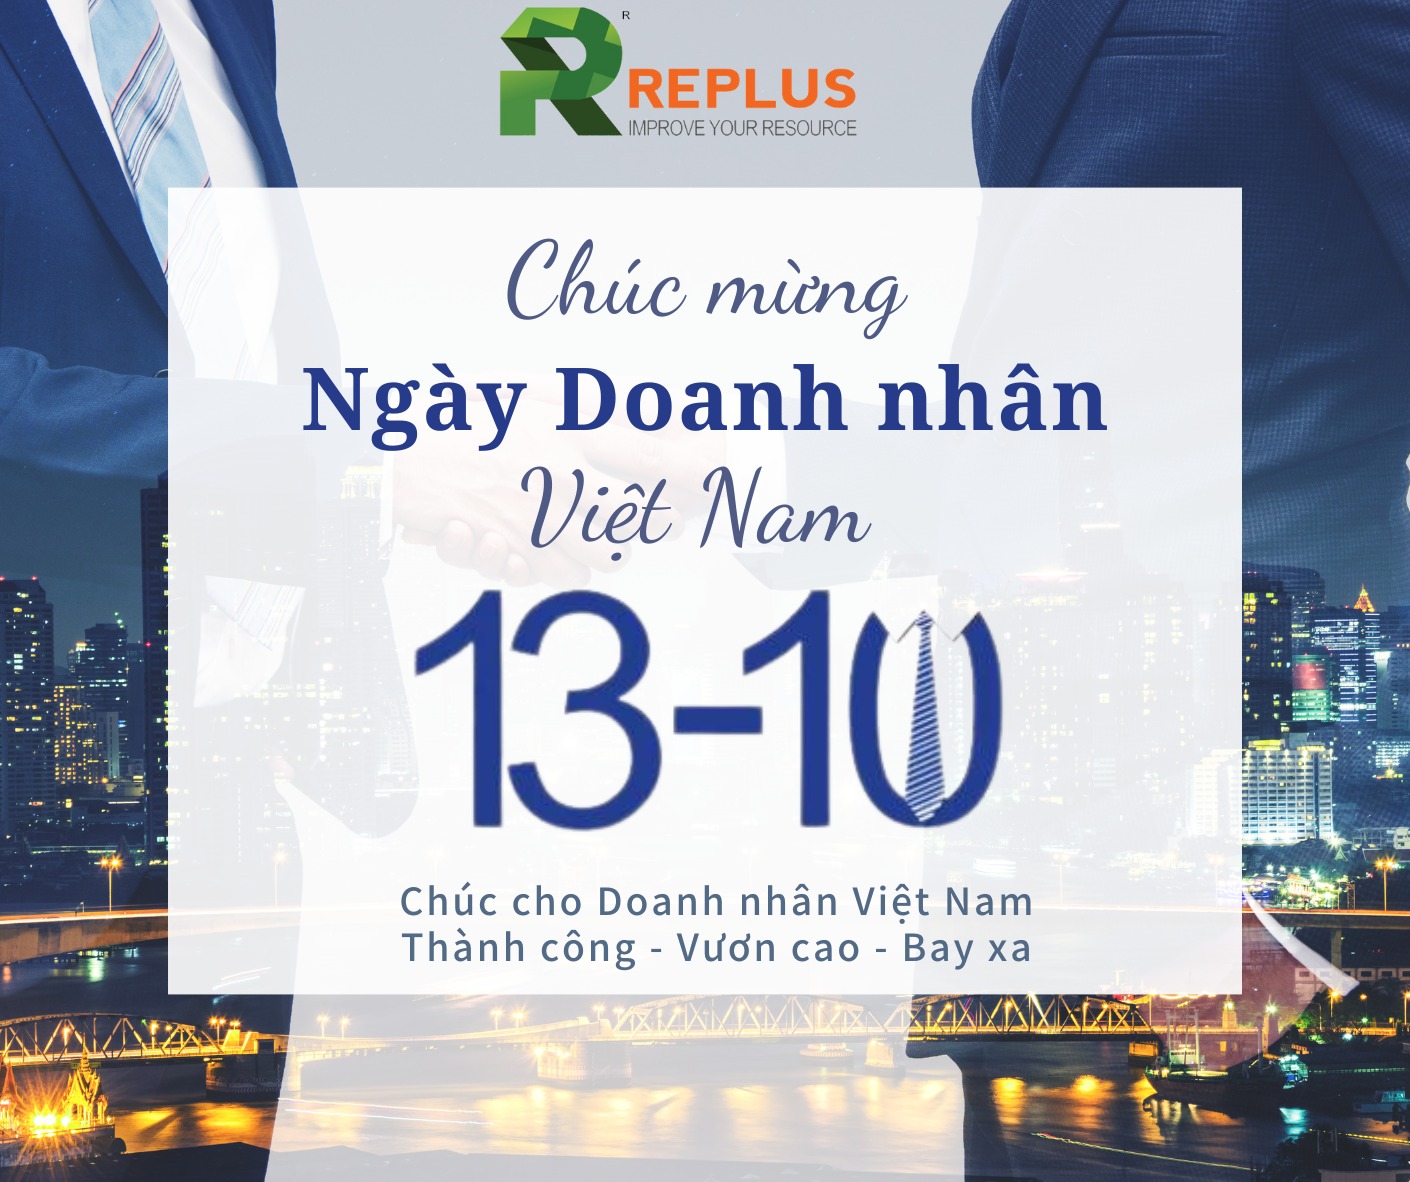 R
REPLUS
IMPROVE YOUR RESOURCE
Chúc mừng
Ngày Doanh nhân
Việt Nam
13-10
Chúc cho Doanh nhân Việt Nam
Thành công - Vươn cao - Bay xa